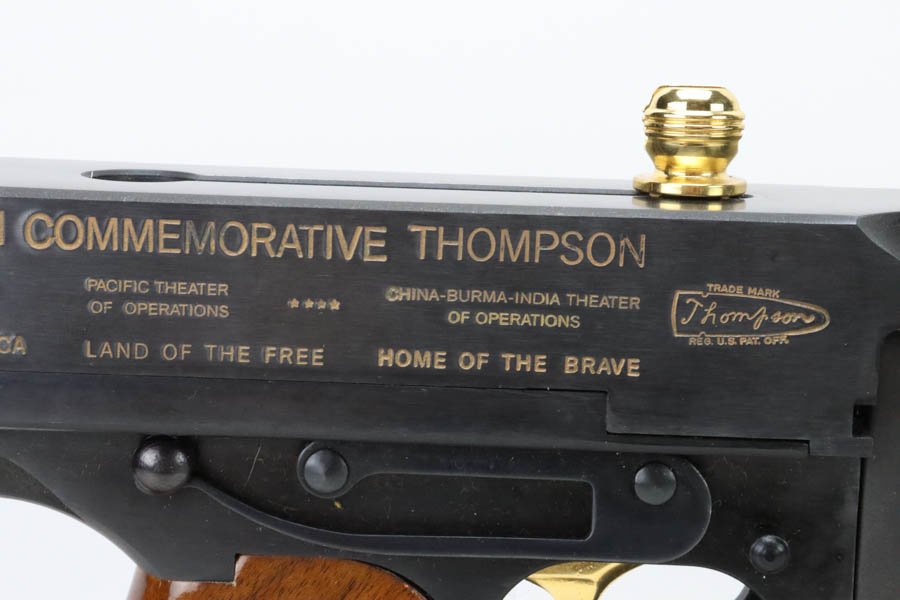 COMMEMORATIVE THOMPSON
PACIFIC THEATER
OF OPERATIONS
****
CHINA-BURMA-INDIA THEATER
OF OPERATIONS
LAND OF THE FREE
HOME OF THE BRAVE
TRADE MARK
Thompson
REG. U.S. PAT. OFF.